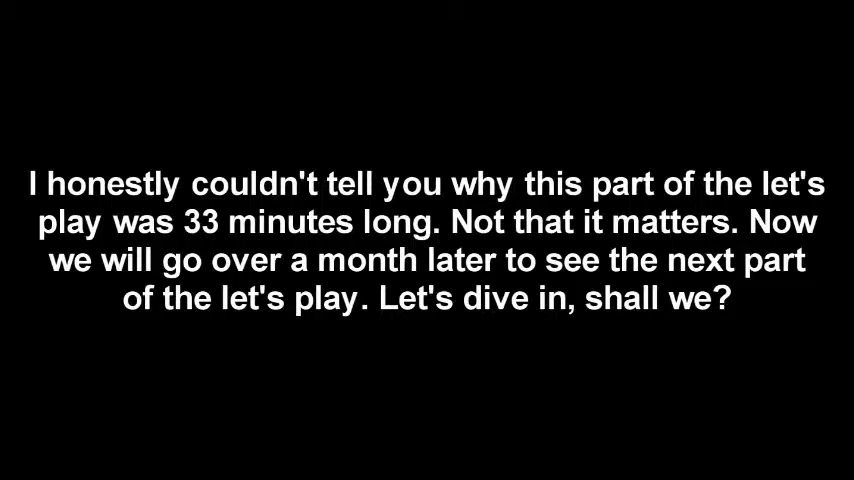 I honestly couldn't tell you why this part of the let's
play was 33 minutes long. Not that it matters. Now
we will go over a month later to see the next part
of the let's play. Let's dive in, shall we?